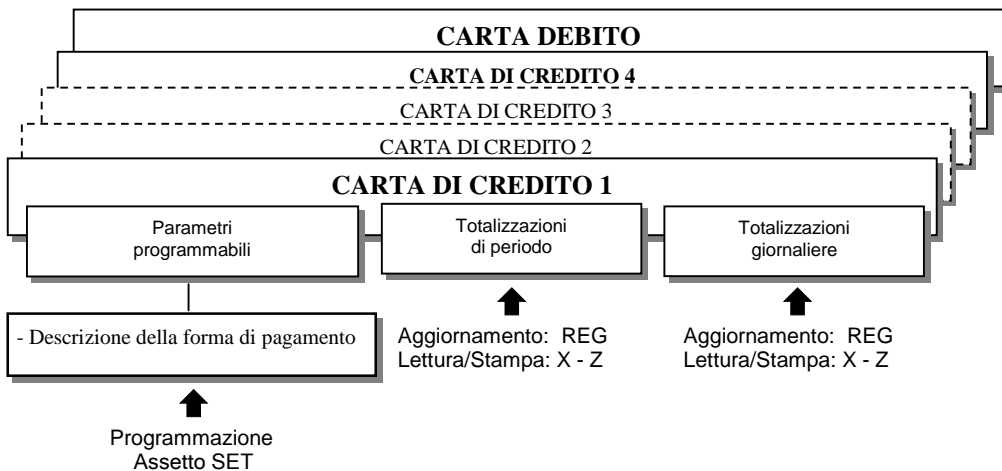 CARTA DEBITO
CARTA DI CREDITO 4
CARTA DI CREDITO 3
CARTA DI CREDITO 2
CARTA DI CREDITO 1
Parametri
programmabili
Totalizzazioni
di periodo
Totalizzazioni
giornaliere
- Descrizione della forma di pagamento
Aggiornamento: REG
Lettura/Stampa: X - Z
Aggiornamento: REG
Lettura/Stampa: X - Z
Programmazione
Assetto SET